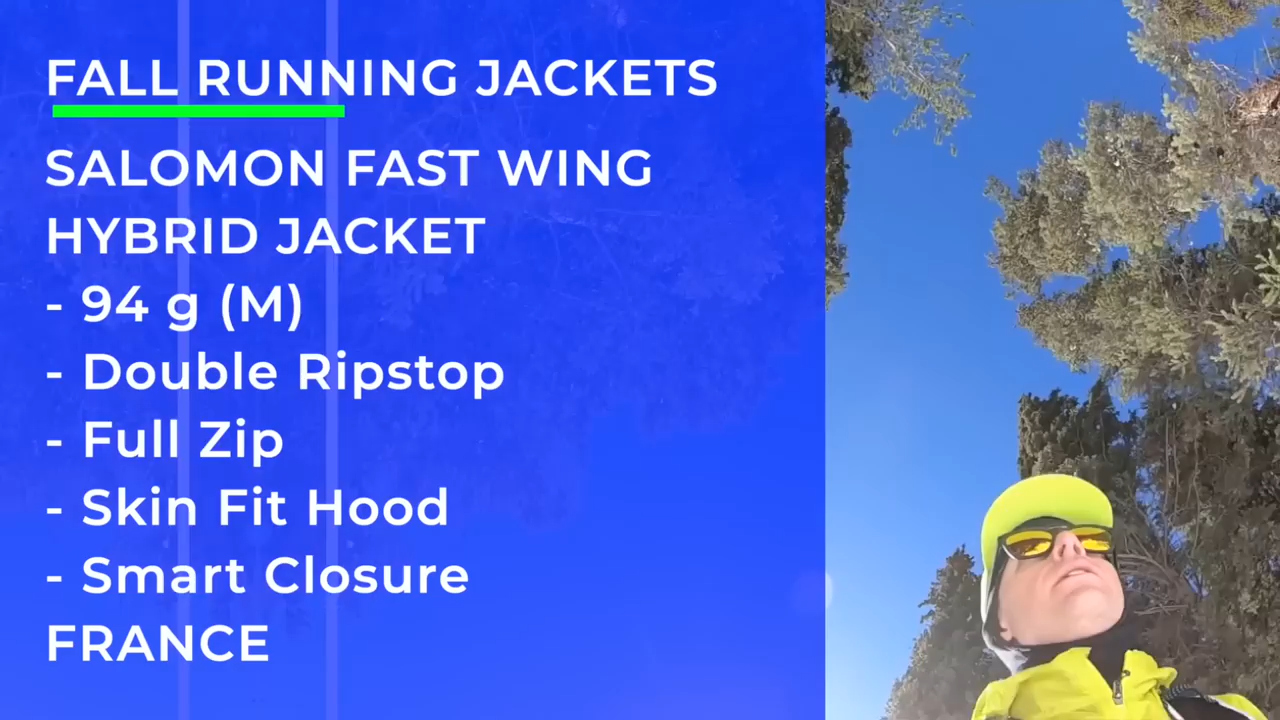 FALL RUNNING JACKETS
SALOMON FAST WING
HYBRID JACKET
- 94 g (M)
- Double Ripstop
- Full Zip
- Skin Fit Hood
- Smart Closure
FRANCE